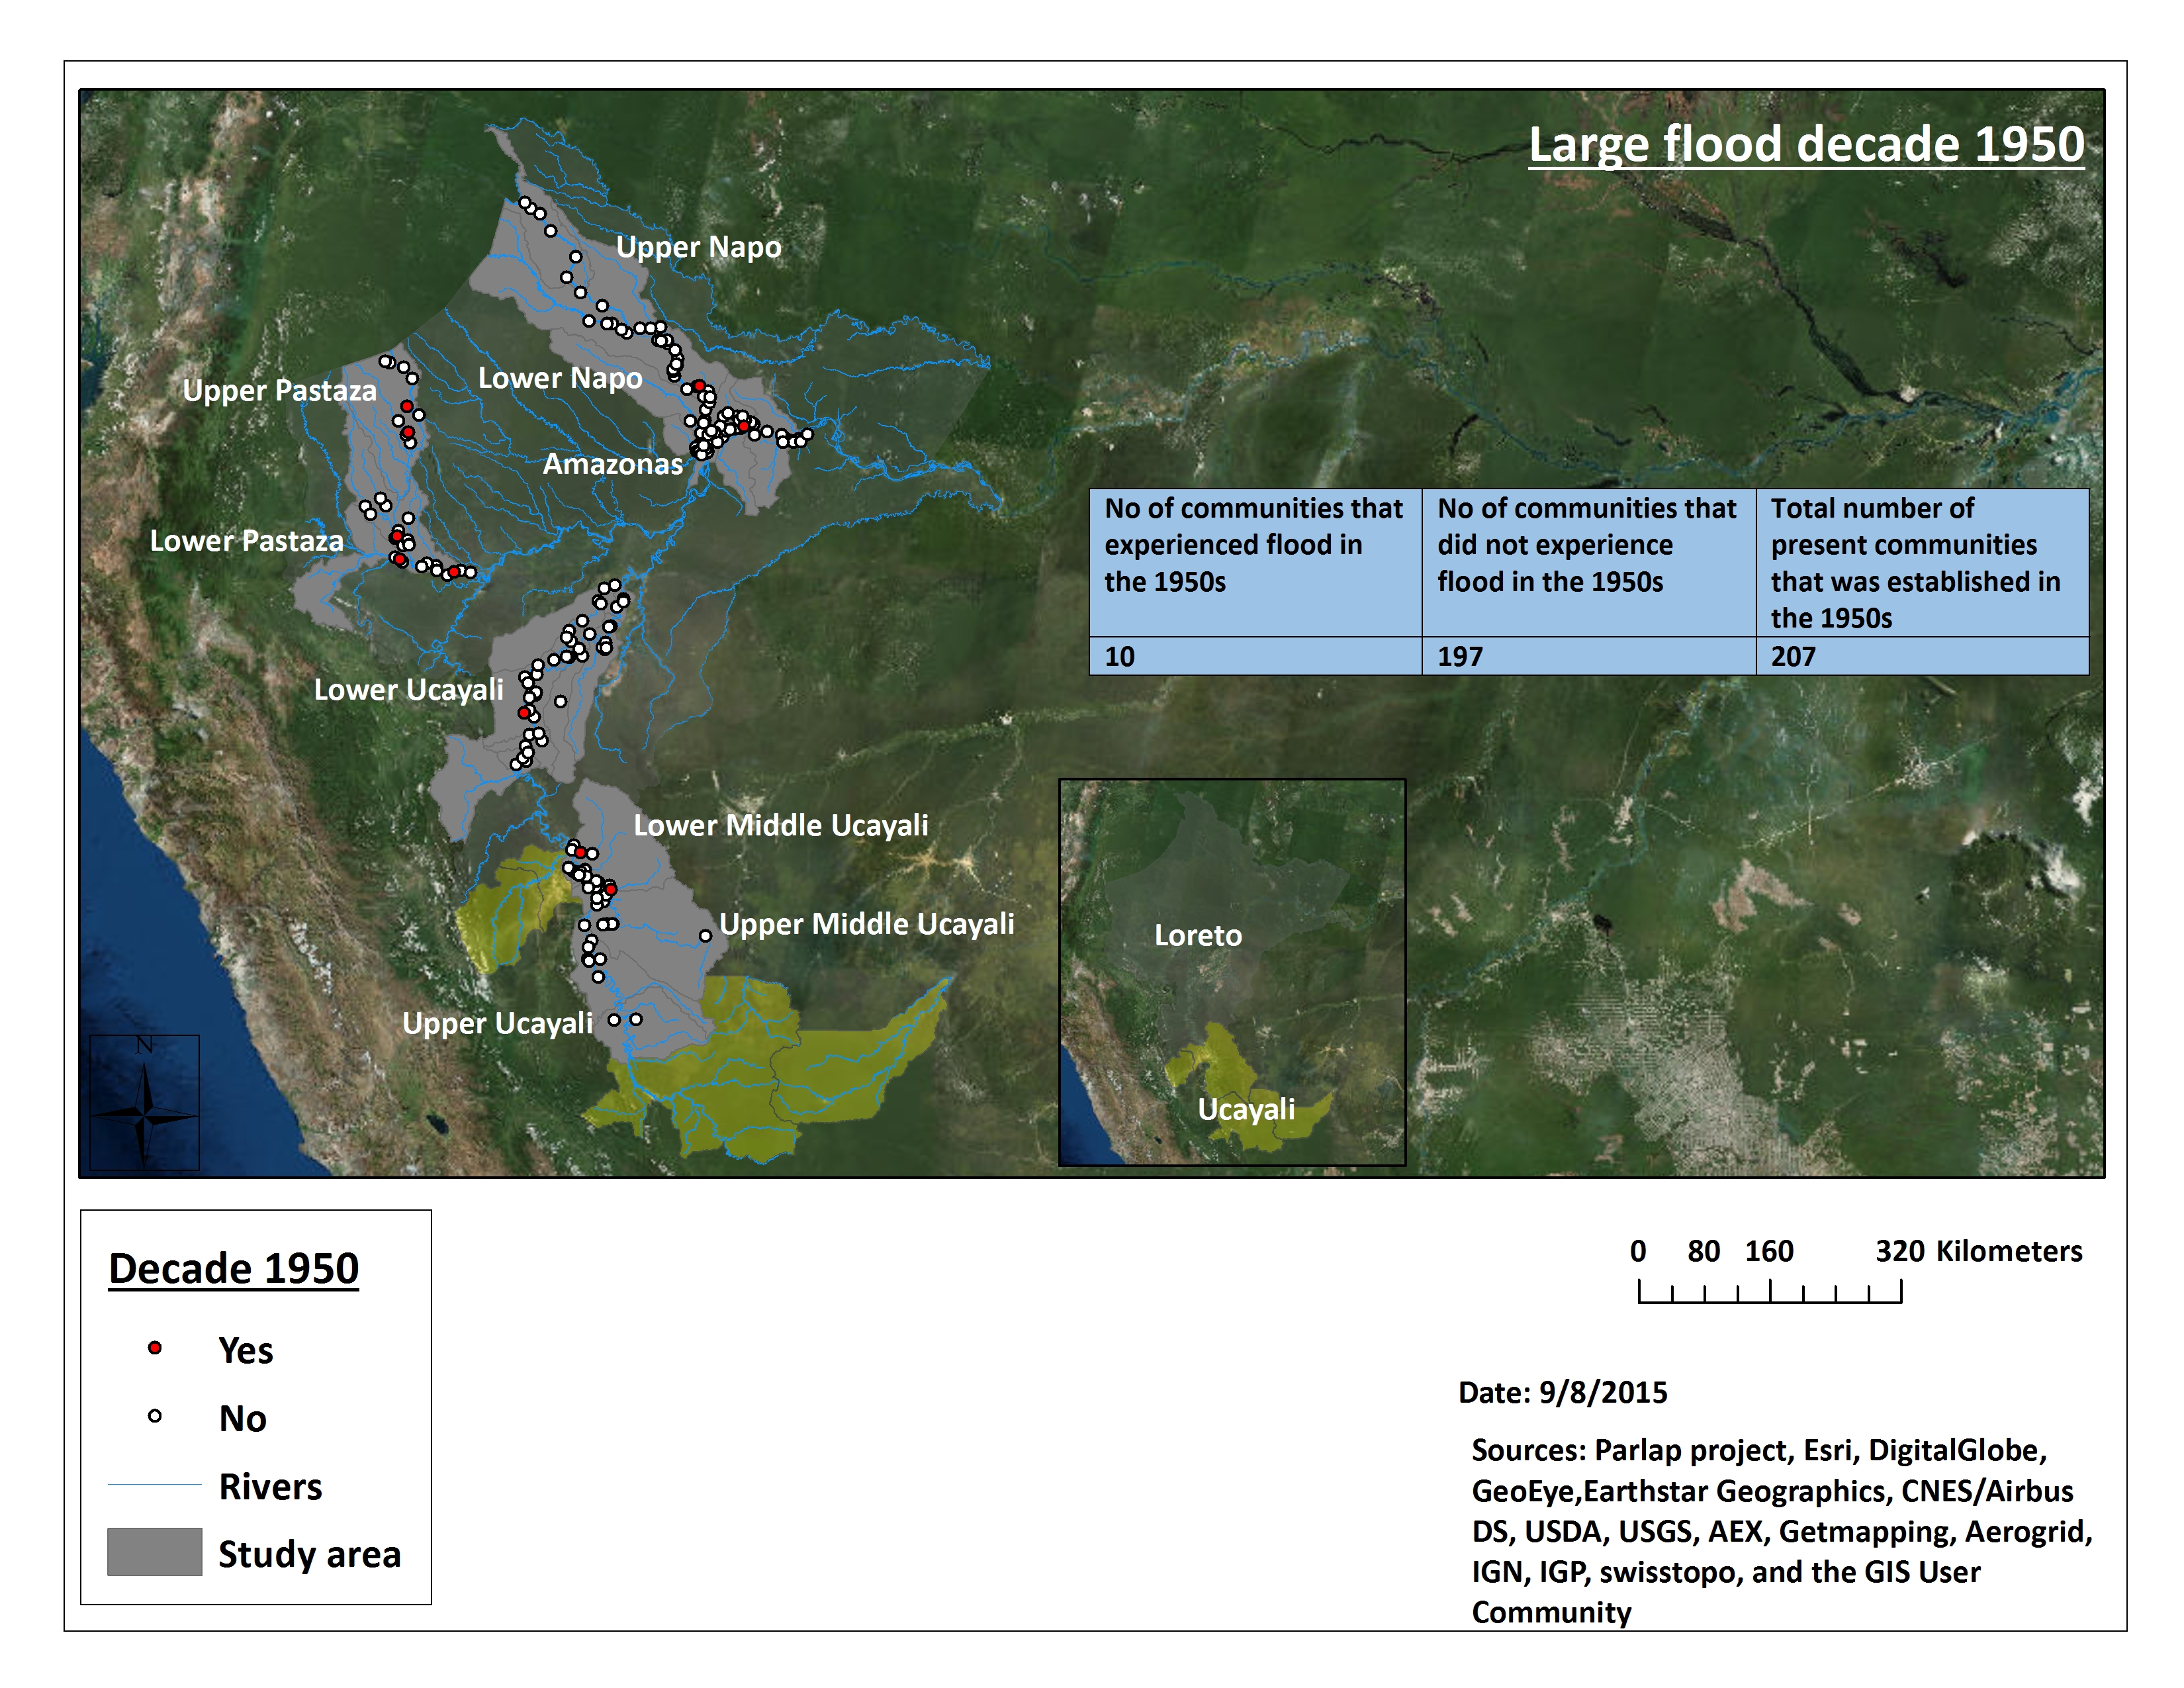 Large flood decade 1950
Upper Napo
Lower Napo
Upper Pastaza
Amazonas
Lower Pastaza
Lower Ucayali
Lower Middle Ucayali
Upper Middle Ucayali
Upper Ucayali
No of communities that
experienced flood in
the 1950s
No of communities that
did not experience
flood in the 1950s
Total number of
present communities
that was established in
the 1950s
10
197
207
Loreto
Ucayali
N
Decade 1950
Yes
No
Rivers
Study area
0 80 160 320 Kilometers
Date: 9/8/2015
Sources: Parlap project, Esri, DigitalGlobe,
GeoEye,Earthstar Geographics, CNES/Airbus
DS, USDA, USGS, AEX, Getmapping, Aerogrid,
IGN, IGP, swisstopo, and the GIS User
Community